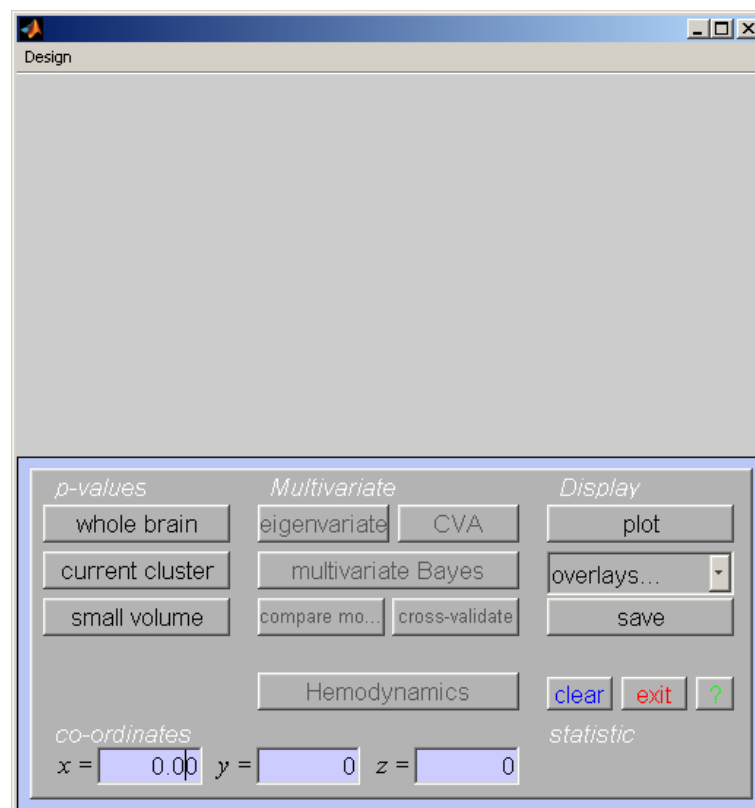 Design
p-values Multivariate Display
whole brain eigenvariate CVA plot
current cluster multivariate Bayes overlays...
small volume compare mo... cross-validate save
Hemodynamics clear exit ?
co-ordinates statistic
x = 0.00 y = 0 z = 0